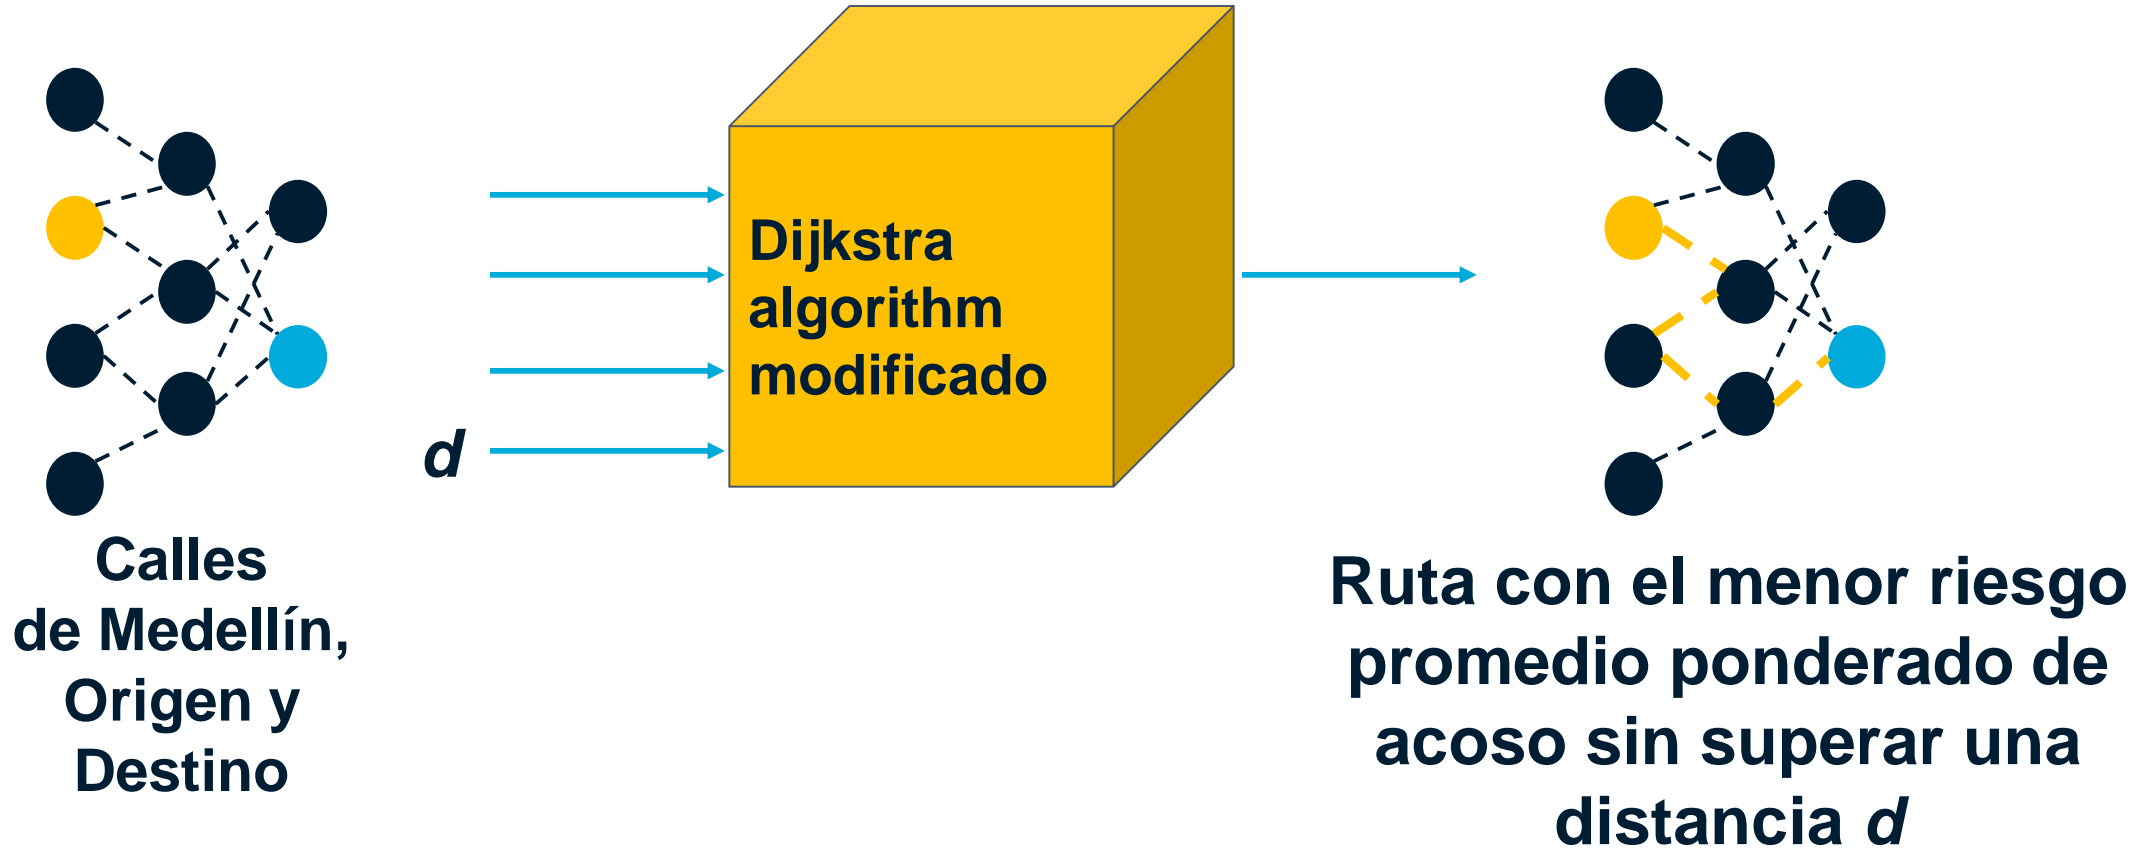 Calles
de Medellín,
Origen y
Destino
d
Dijkstra
algorithm
modificado
Ruta con el menor riesgo
promedio ponderado de
acoso sin superar una
distancia d